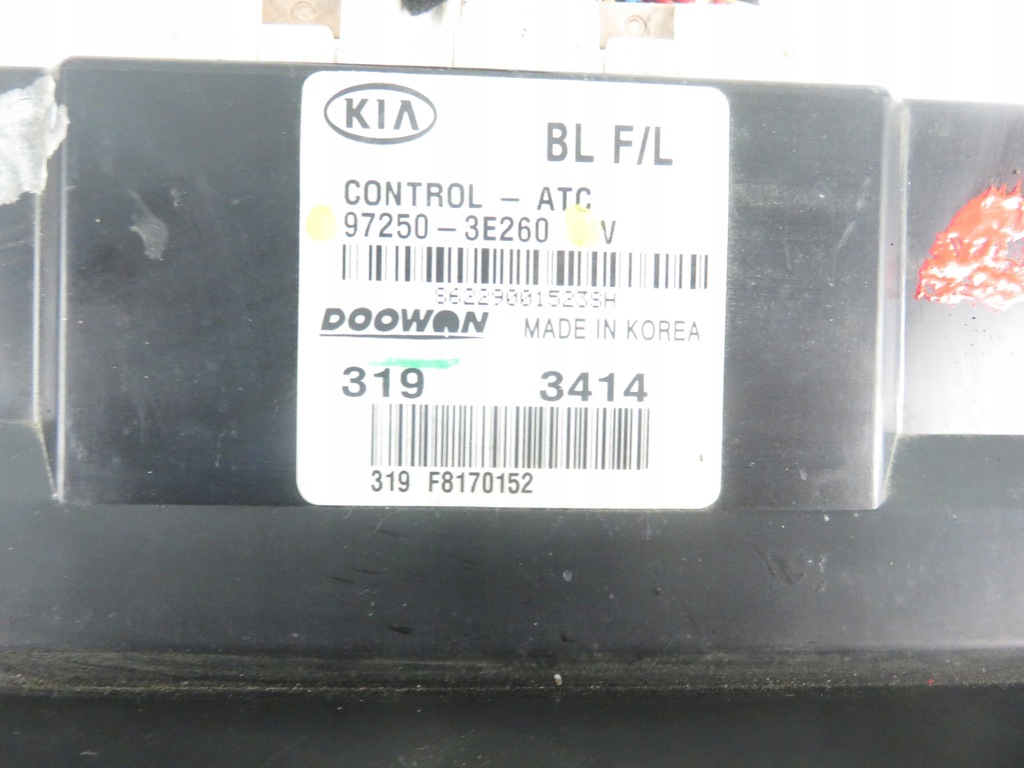 KIA
BL F/L
CONTROL - ATC
97250-3E260 V
DOOWON MADE IN KOREA
319 3414
319 F8170152